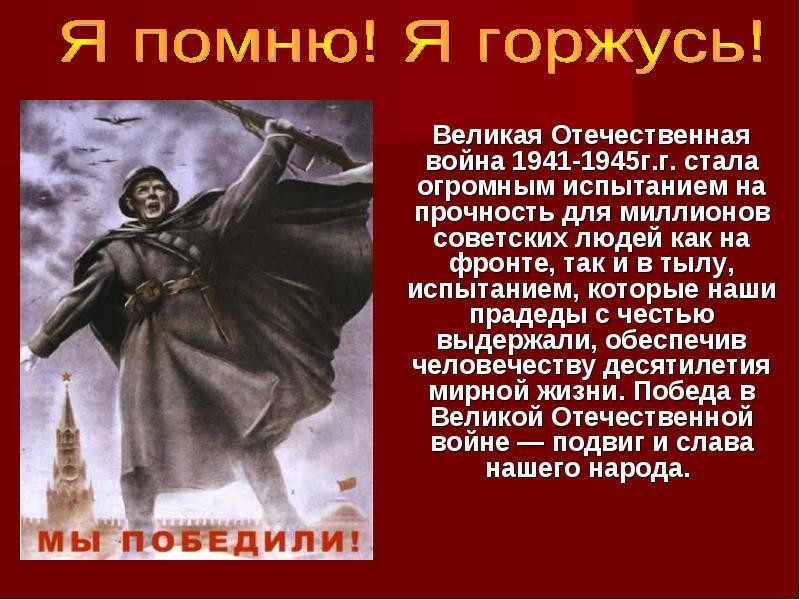 Я помню! Я горжусь!
Великая Отечественная
война 1941-1945г.г. стала
огромным испытанием на
прочность для миллионов
советских людей как на
фронте, так и в тылу,
испытанием, которые наши
прадеды с честью
выдержали, обеспечив
человечеству десятилетия
мирной жизни. Победа в
Великой Отечественной
войне — подвиг и слава
нашего народа.
МЫ ПОБЕДИЛИ!